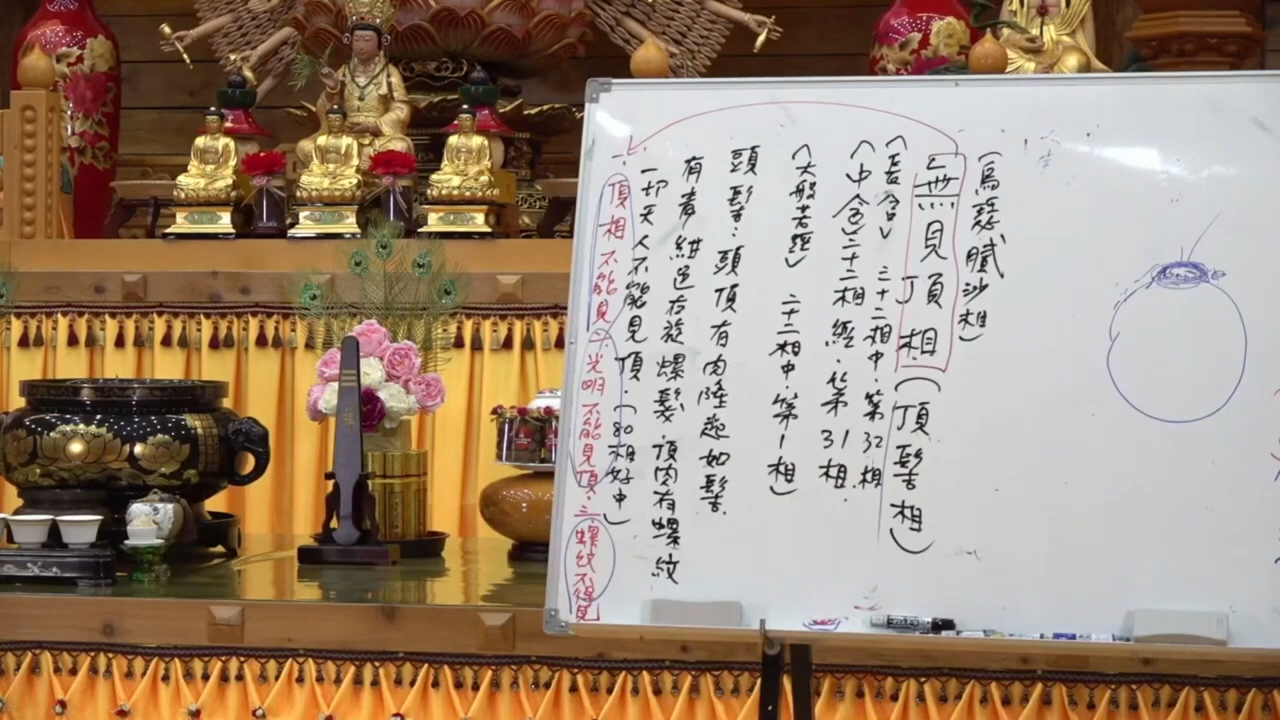 (烏瑟膩沙相)
無見頂相(頂髻相)
(長含) 三十二相中.第32相
(中含)三十二相經.第31相.
(大般若經) 三十二相中.第1相)
頭髻:頭頂有肉隆起如髻.
有青紺色右旋螺髮.頂肉有螺紋
一切天人不能見頂.(80相好中)
一.頂相不能見 二.光明不能見頂.三.螺紋不得見